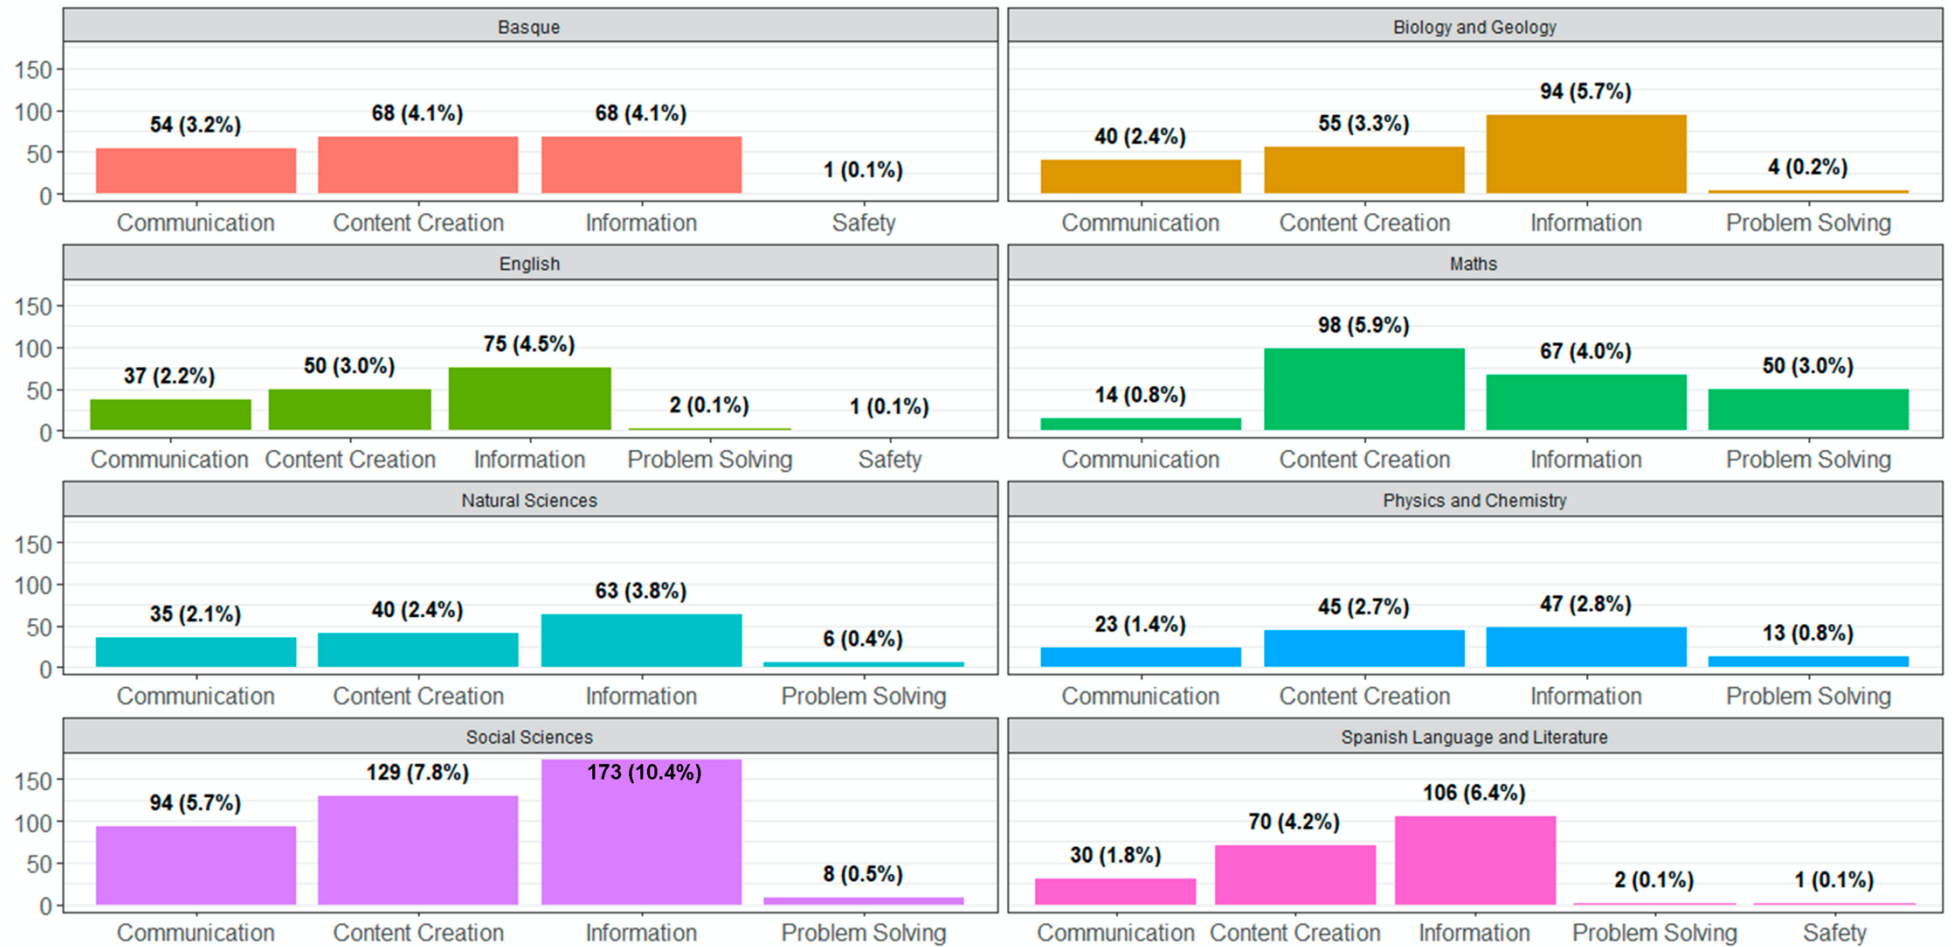 Basque
150
100
50
0
54 (3.2%)
68 (4.1%)
68 (4.1%)
1 (0.1%)
Communication
Content Creation
Information
Safety
Biology and Geology
40 (2.4%)
55 (3.3%)
94 (5.7%)
4 (0.2%)
Communication
Content Creation
Information
Problem Solving
English
150
100
50
0
37 (2.2%)
50 (3.0%)
75 (4.5%)
2 (0.1%)
1 (0.1%)
Communication
Content Creation
Information
Problem Solving
Safety
Maths
14 (0.8%)
98 (5.9%)
67 (4.0%)
50 (3.0%)
Communication
Content Creation
Information
Problem Solving
Natural Sciences
150
100
50
0
35 (2.1%)
40 (2.4%)
63 (3.8%)
6 (0.4%)
Communication
Content Creation
Information
Problem Solving
Physics and Chemistry
23 (1.4%)
45 (2.7%)
47 (2.8%)
13 (0.8%)
Communication
Content Creation
Information
Problem Solving
Social Sciences
150
100
50
0
94 (5.7%)
129 (7.8%)
173 (10.4%)
8 (0.5%)
Communication
Content Creation
Information
Problem Solving
Spanish Language and Literature
30 (1.8%)
70 (4.2%)
106 (6.4%)
2 (0.1%)
1 (0.1%)
Communication
Content Creation
Information
Problem Solving
Safety